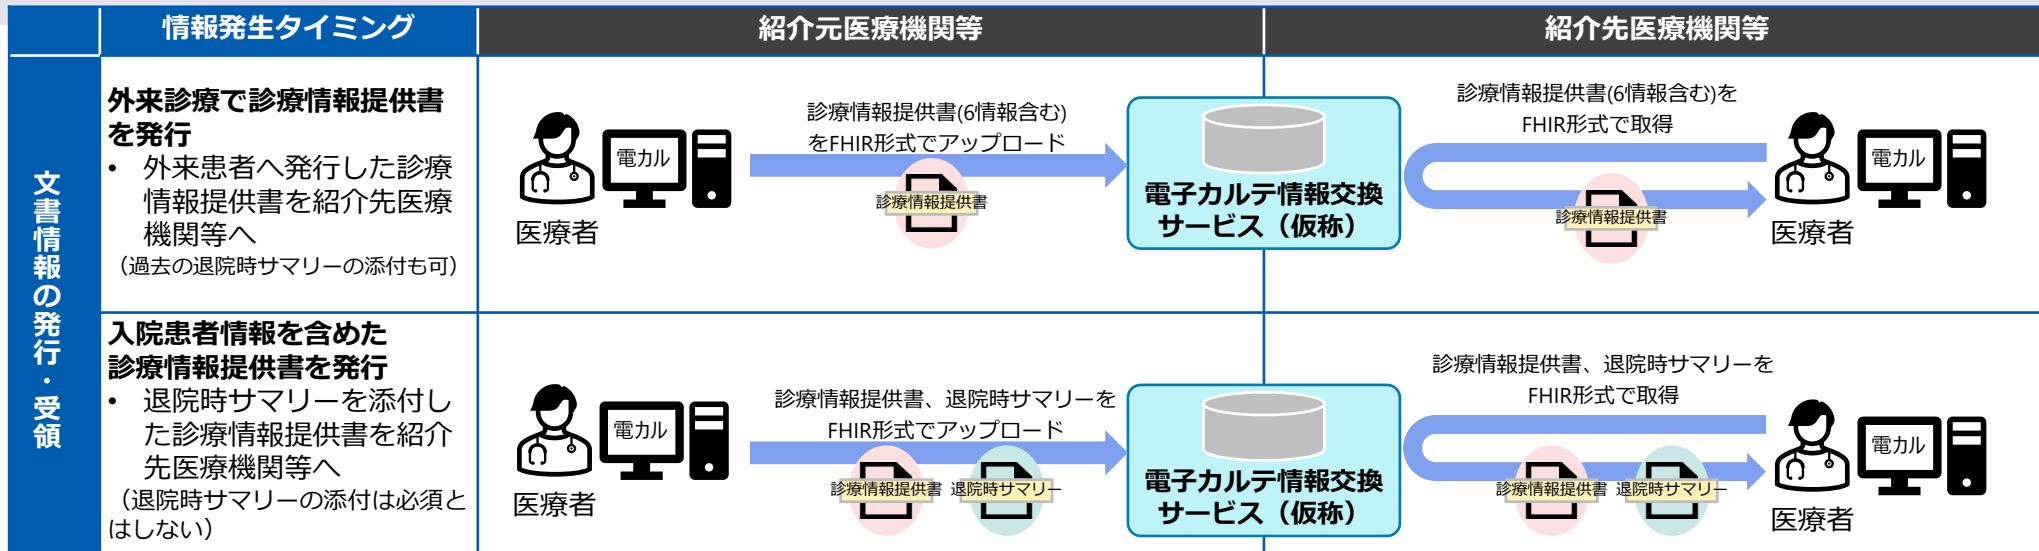 情報発生タイミング
紹介元医療機関等
紹介先医療機関等
文書情報の発行・受領
外来診療で診療情報提供書
を発行
• 外来患者へ発行した診療
情報提供書を紹介先医療
機関等へ
（過去の退院時サマリーの添付も可）
電カル
医療者
診療情報提供書(6情報含む)
をFHIR形式でアップロード
診療情報提供書
電子カルテ情報交換
サービス（仮称）
診療情報提供書(6情報含む)を
FHIR形式で取得
診療情報提供書
電カル
医療者
入院患者情報を含めた
診療情報提供書を発行
• 退院時サマリーを添付し
た診療情報提供書を紹介
先医療機関等へ
（退院時サマリーの添付は必須と
はしない）
電カル
医療者
診療情報提供書、退院時サマリーを
FHIR形式でアップロード
診療情報提供書 退院時サマリー
電子カルテ情報交換
サービス（仮称）
診療情報提供書、退院時サマリーを
FHIR形式で取得
診療情報提供書 退院時サマリー
電カル
医療者